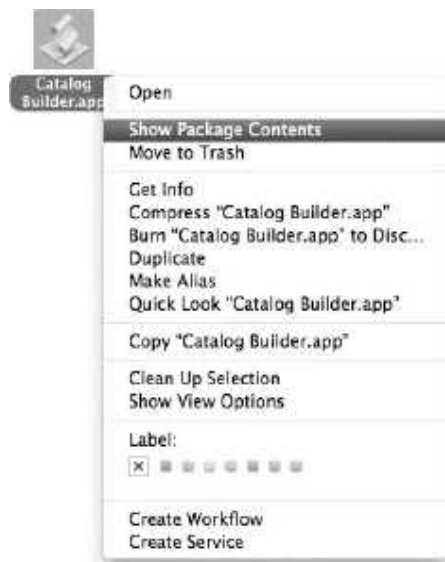 Catalog
Builder.app
Open
Show Package Contents
Move to Trash
Get Info
Compress "Catalog Builder.app"
Burn "Catalog Builder.app" to Disc...
Duplicate
Make Alias
Quick Look "Catalog Builder.app"
Copy "Catalog Builder.app"
Clean Up Selection
Show View Options
Label:
Create Workflow
Create Service